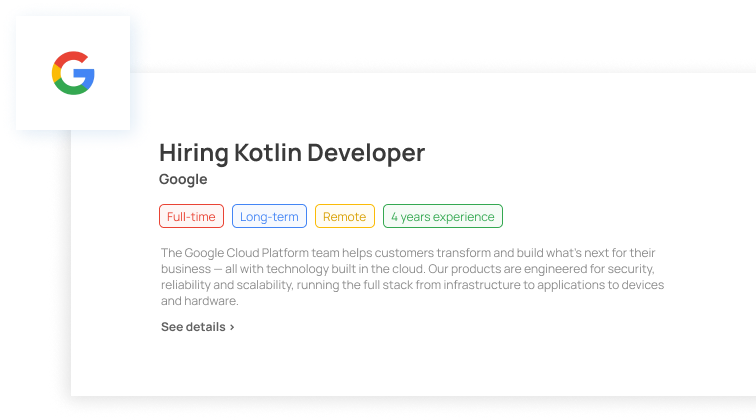 Hiring Kotlin Developer
Google
Full-time Long-term Remote 4 years experience
The Google Cloud Platform team helps customers transform and build what's next for their
business — all with technology built in the cloud. Our products are engineered for security,
reliability and scalability, running the full stack from infrastructure to applications to devices
and hardware.
See details ›